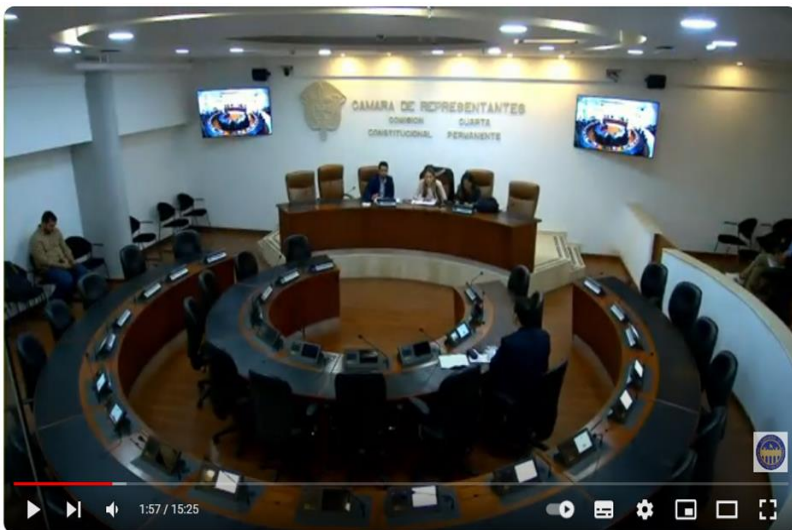 CAMARA DE REPRESENTANTES
COMISION CUARTA
CONSTITUCIONAL PERMANENTE
1:57 / 15:25